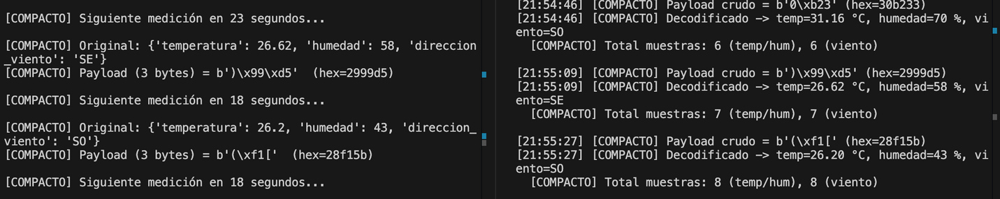 [COMPACTO] Siguiente medición en 23 segundos...
[COMPACTO] Original: {'temperatura': 26.62, 'humedad': 58, 'direccion
_viento': 'SE'}
[COMPACTO] Payload (3 bytes) = b')\x99\xd5'  (hex=2999d5)
[COMPACTO] Siguiente medición en 18 segundos...
[COMPACTO] Original: {'temperatura': 26.2, 'humedad': 43, 'direccion_
viento': 'SO'}
[COMPACTO] Payload (3 bytes) = b'(\xf1['  (hex=28f15b)
[COMPACTO] Siguiente medición en 18 segundos...
[21:54:46] [COMPACTO] Payload crudo = b'0\xb23' (hex=30b233)
[21:54:46] [COMPACTO] Decodificado -> temp=31.16 °C, humedad=70 %, vi
ento=SO
[COMPACTO] Total muestras: 6 (temp/hum), 6 (viento)
[21:55:09] [COMPACTO] Payload crudo = b')\x99\xd5' (hex=2999d5)
[21:55:09] [COMPACTO] Decodificado -> temp=26.62 °C, humedad=58 %, vi
ento=SE
[COMPACTO] Total muestras: 7 (temp/hum), 7 (viento)
[21:55:27] [COMPACTO] Payload crudo = b'(\xf1[' (hex=28f15b)
[21:55:27] [COMPACTO] Decodificado -> temp=26.20 °C, humedad=43 %, vi
ento=SO
[COMPACTO] Total muestras: 8 (temp/hum), 8 (viento)